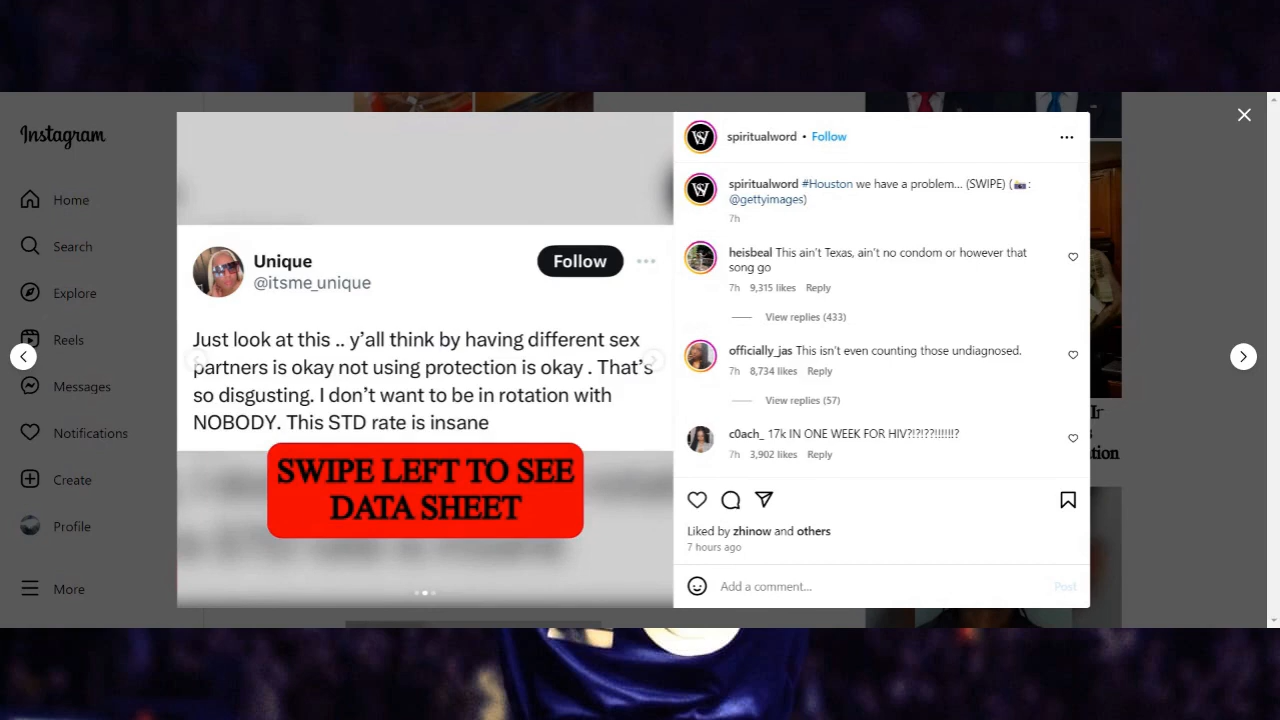 Instagram
Home
Search
Explore
Reels
Messages
Notifications
Create
Profile
More
Unique
@itsme_unique
Follow
Just look at this .. y'all think by having different sex
partners is okay not using protection is okay . That's
so disgusting. I don't want to be in rotation with
NOBODY. This STD rate is insane
SWIPE LEFT TO SEE
DATA SHEET
spiritualword • Follow
spiritualword #Houston we have a problem... (SWIPE) (📸:
@gettyimages)
7h
heisbeal This ain't Texas, ain't no condom or however that
song go
7h 9,315 likes Reply
View replies (433)
officially_jas This isn't even counting those undiagnosed.
7h 8,734 likes Reply
View replies (57)
c0ach_ 17k IN ONE WEEK FOR HIV?!?!??!!!!!!?
7h 3,902 likes Reply
Liked by zhinow and others
7 hours ago
Add a comment...
Post